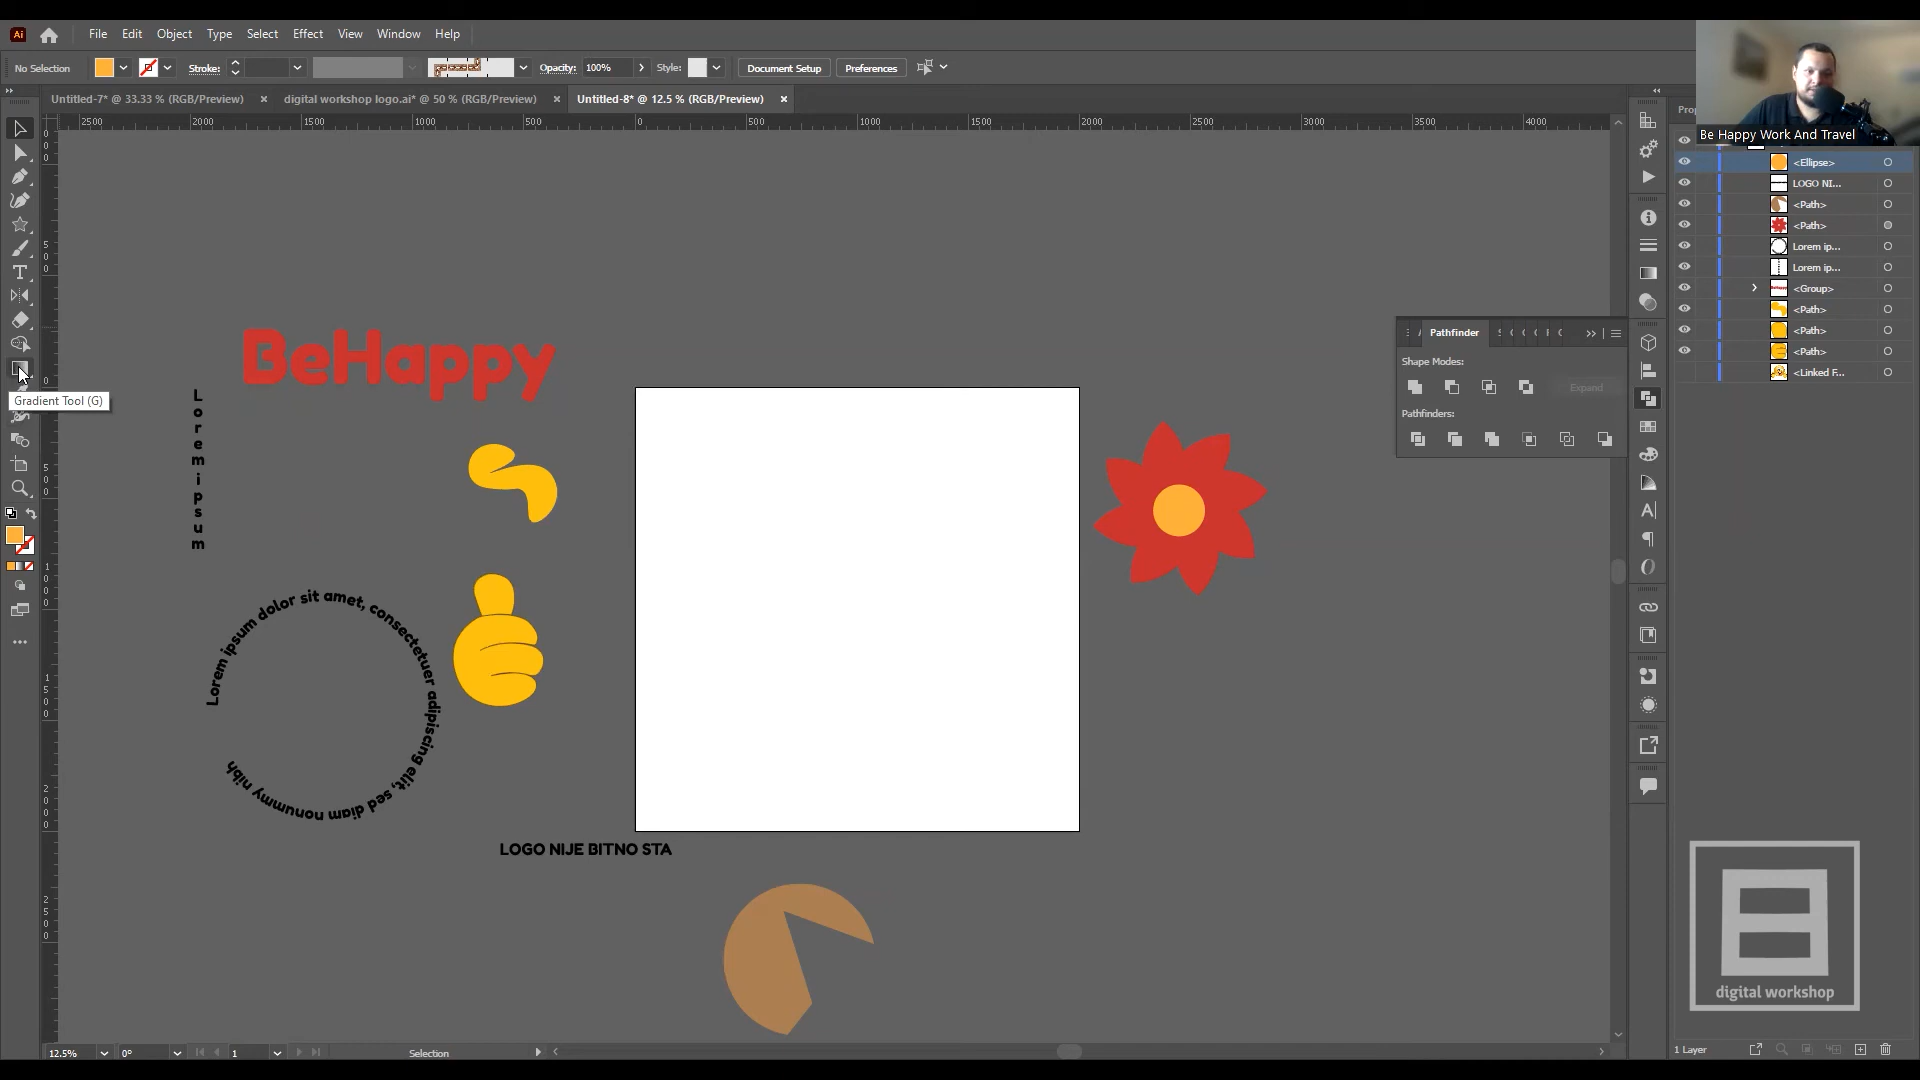 Ai
File Edit Object Type Select Effect View Window Help
No Selection Stroke: Opacity: 100% Style: Document Setup Preferences
Untitled-7* @ 33.33 % (RGB/Preview) digital workshop logo.ai* @ 50 % (RGB/Preview) Untitled-8* @ 12.5 % (RGB/Preview)
2500 2000 1500 1000 500 0 500 1000 1500 2000 2500 3000 3500 4000
Be Happy Work And Travel
<Ellipse>
LOGO NI...
<Path>
<Path>
Lorem ip...
Lorem ip...
<Group>
<Path>
<Path>
<Path>
<Linked F...
Pathfinder
Shape Modes:
Expand
Pathfinders:
Gradient Tool (G)
BeHappy
Lorem ipsum
Lorem ipsum dolor sit amet, consectetuer adipiscing elit, sed diam nonummy nibh
LOGO NIJE BITNO STA
digital workshop
12.5% 0° 1 Selection
1 Layer